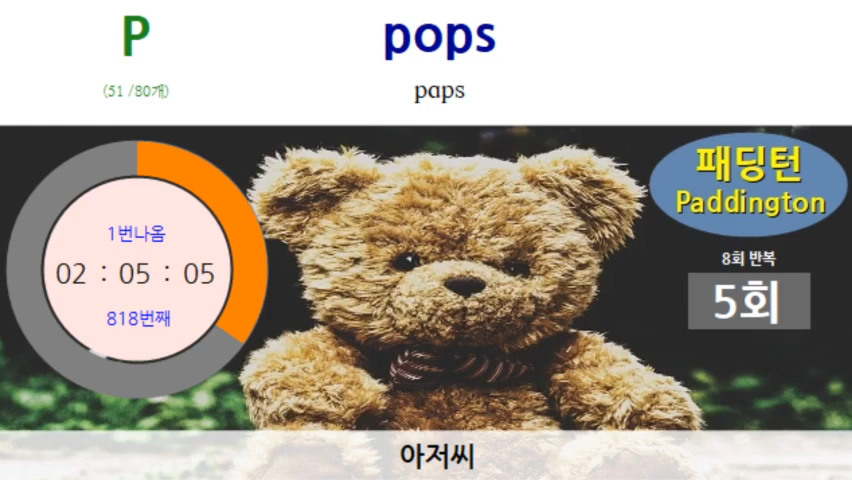 P
pops
(51 /80개)
paps
패딩턴
Paddington
1번나옴
02 : 05 : 05
818번째
8회 반복
5회
아저씨